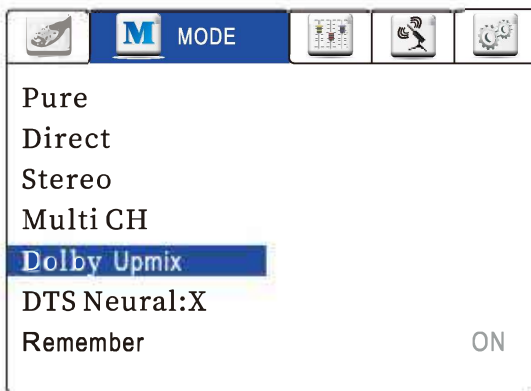 M MODE
Pure
Direct
Stereo
Multi CH
Dolby Upmix
DTS Neural:X
Remember ON